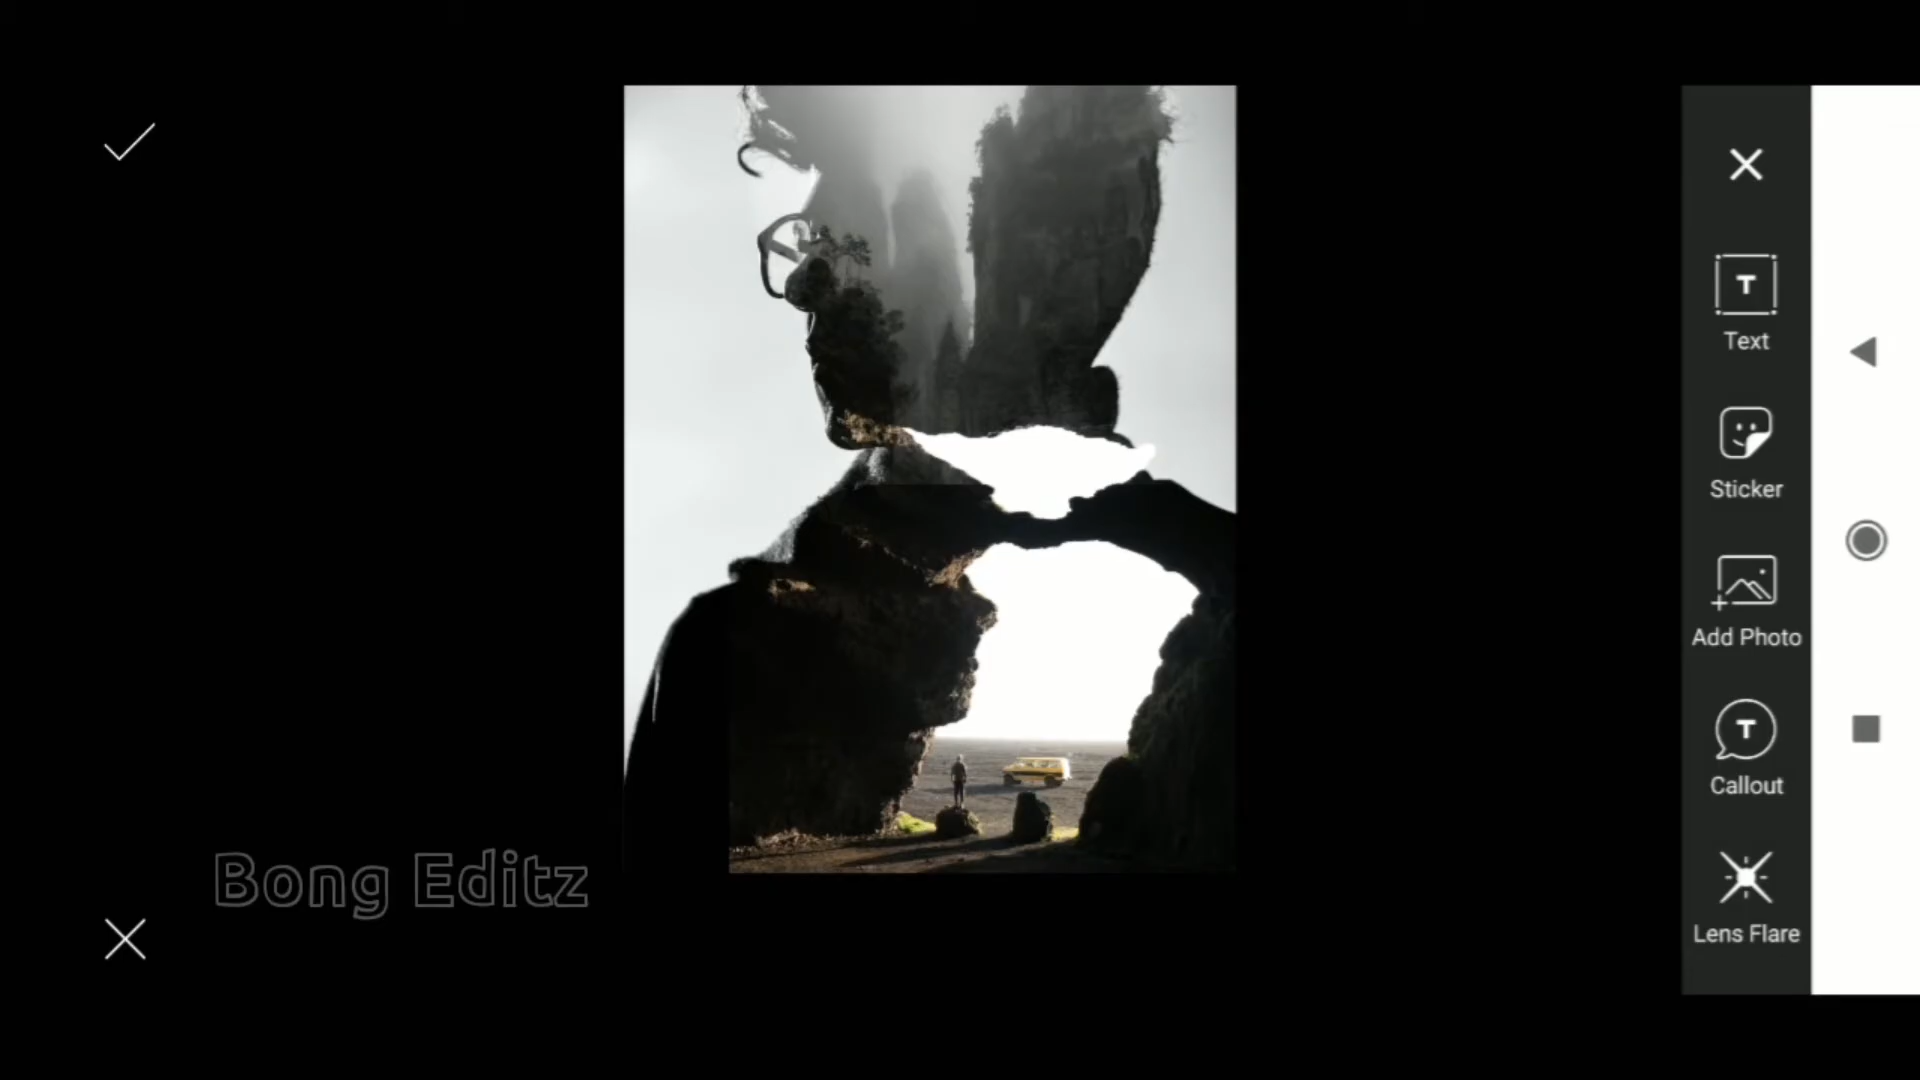 Text
Sticker
Add Photo
Callout
Lens Flare
Bong Editz